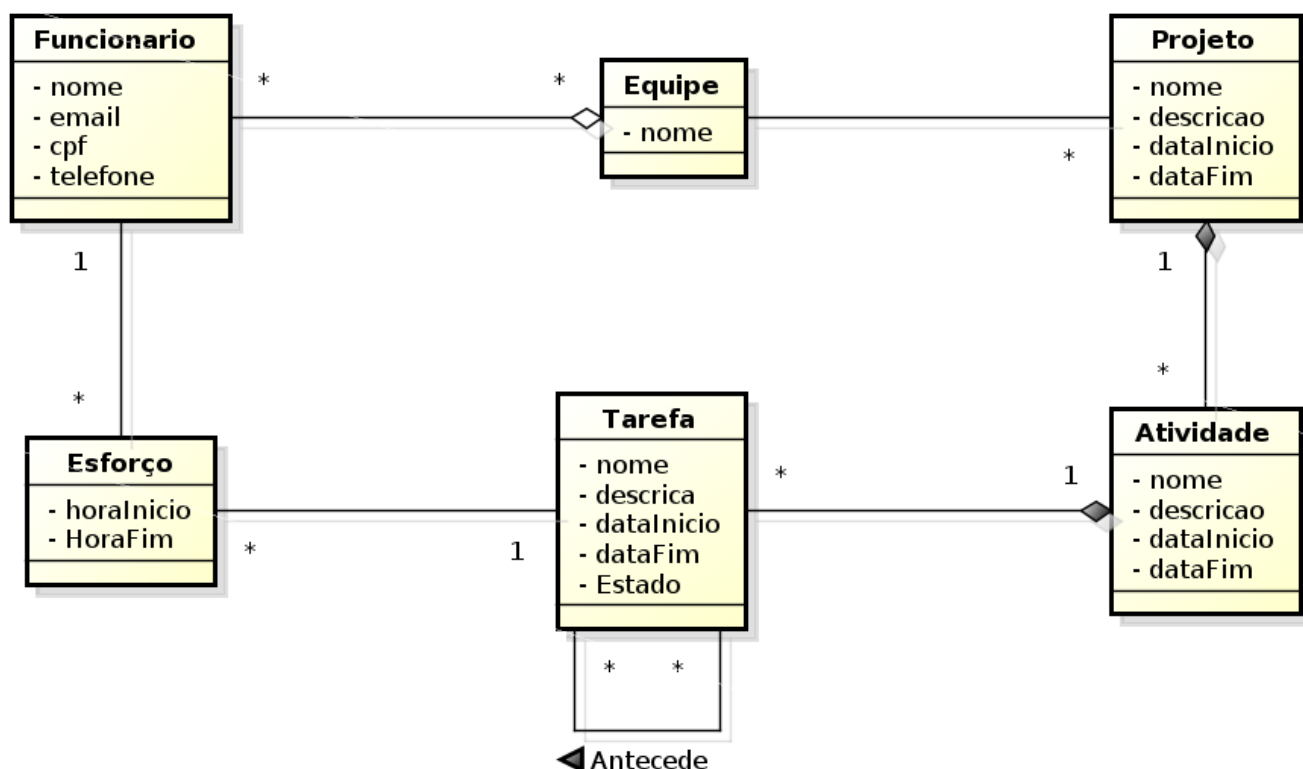 Funcionario
- nome
- email
- cpf
- telefone
*
*
Equipe
- nome
*
Projeto
- nome
- descricao
- dataInicio
- dataFim
1
*
1
*
Esforço
- horaInicio
- HoraFim
*
1
Tarefa
- nome
- descrica
- dataInicio
- dataFim
- Estado
*
1
Atividade
- nome
- descricao
- dataInicio
- dataFim
*
*
Antecede